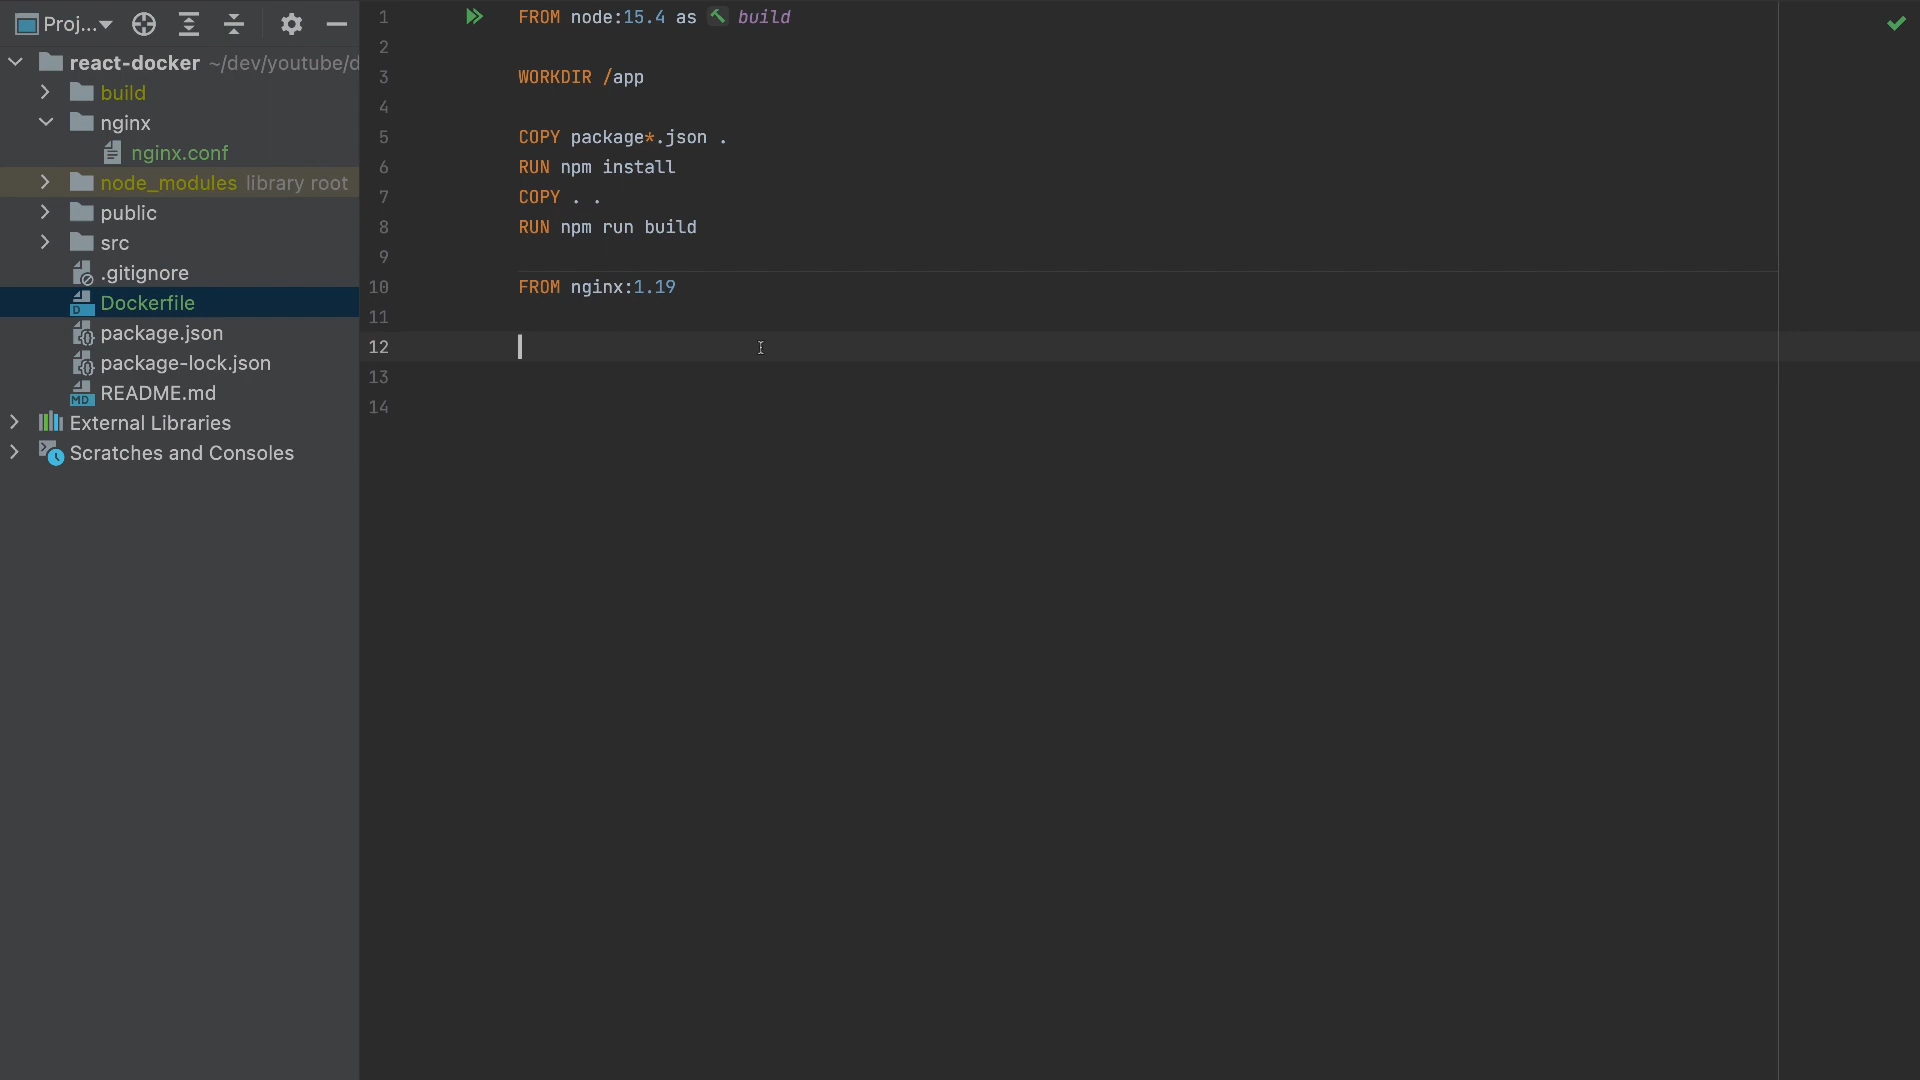 Proj...
react-docker ~/dev/youtube/d
build
nginx
nginx.conf
node_modules library root
public
src
.gitignore
Dockerfile
package.json
package-lock.json
README.md
External Libraries
Scratches and Consoles
1 FROM node:15.4 as build
2
3 WORKDIR /app
4
5 COPY package*.json .
6 RUN npm install
7 COPY . .
8 RUN npm run build
9
10 FROM nginx:1.19
11
12
13
14